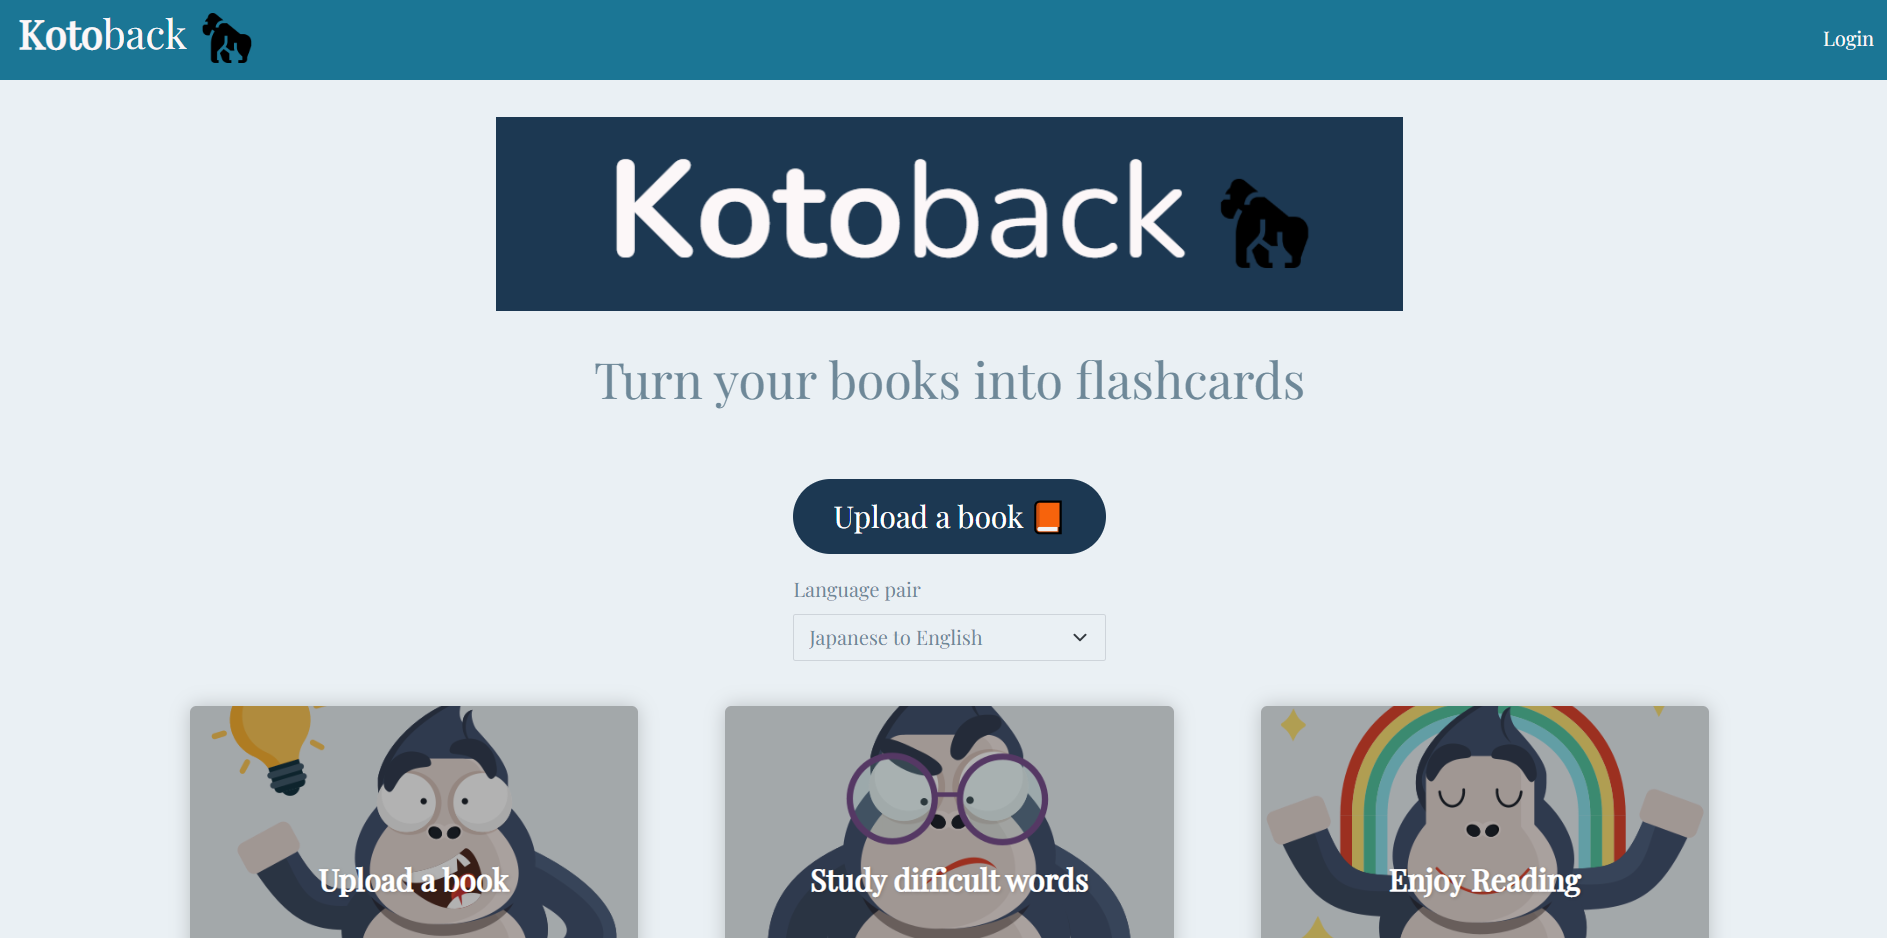 Kotoback
Login
Kotoback
Turn your books into flashcards
Upload a book
Language pair
Japanese to English
Upload a book
Study difficult words
Enjoy Reading